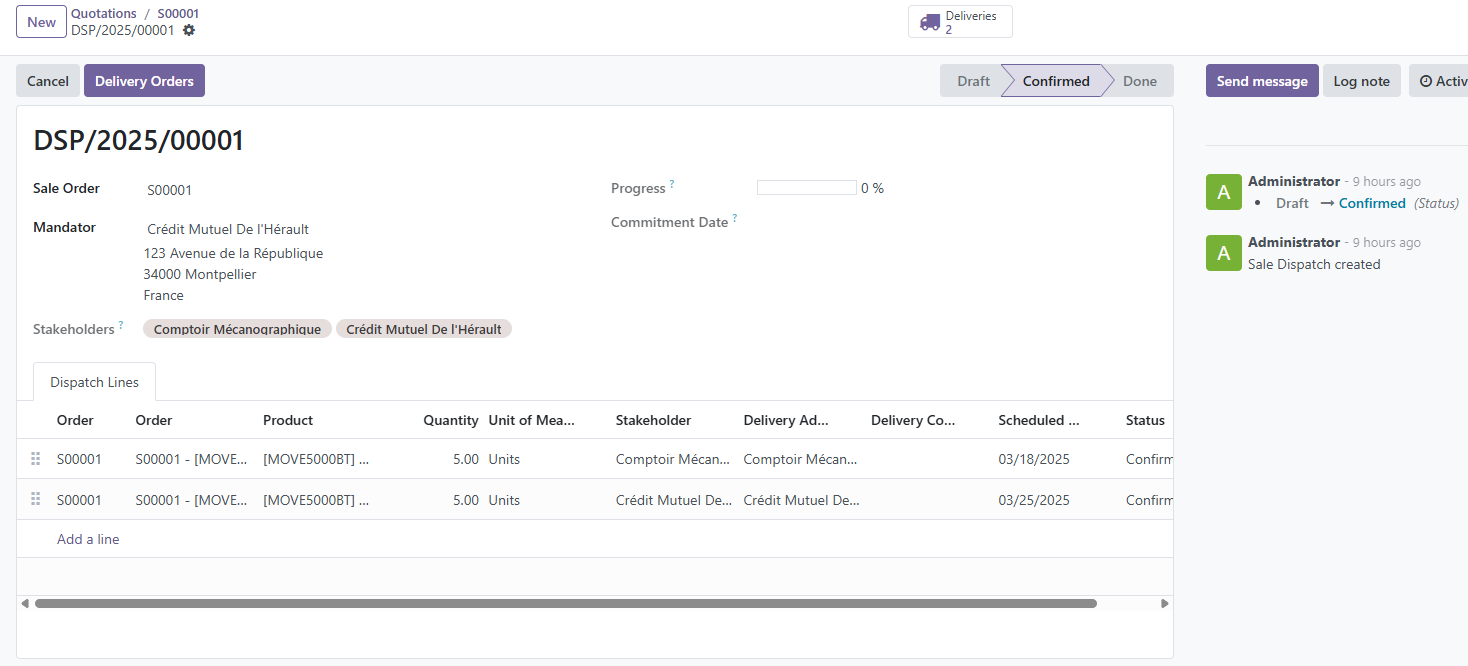 New
Quotations / S00001
DSP/2025/00001
Deliveries
2
Cancel
Delivery Orders
Draft
Confirmed
Done
Send message
Log note
Activ
DSP/2025/00001
Sale Order
S00001
Mandator
Crédit Mutuel De l'Hérault
123 Avenue de la République
34000 Montpellier
France
Stakeholders ?
Comptoir Mécanographique
Crédit Mutuel De l'Hérault
Progress ?
0 %
Commitment Date ?
Dispatch Lines
Order Order Product Quantity Unit of Mea... Stakeholder Delivery Ad... Delivery Co... Scheduled ... Status
S00001 S00001 - [MOVE... [MOVE5000BT] ... 5.00 Units Comptoir Mécan... Comptoir Mécan... 03/18/2025 Confirm
S00001 S00001 - [MOVE... [MOVE5000BT] ... 5.00 Units Crédit Mutuel De... Crédit Mutuel De... 03/25/2025 Confirm
Add a line
A
Administrator - 9 hours ago
• Draft → Confirmed (Status)
A
Administrator - 9 hours ago
Sale Dispatch created